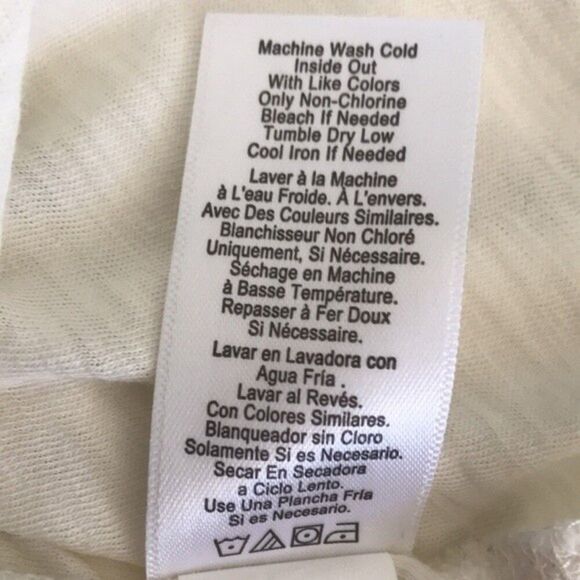 Machine Wash Cold
Inside Out
With Like Colors
Only Non-Chlorine
Bleach If Needed
Tumble Dry Low
Cool Iron If Needed
Laver à la Machine
à L'eau Froide. À L'envers.
Avec Des Couleurs Similaires.
Blanchisseur Non Chloré
Uniquement, Si Nécessaire.
Séchage en Machine
à Basse Température.
Repasser à Fer Doux
Si Nécessaire.
Lavar en Lavadora con
Agua Fría .
Lavar al Revés.
Con Colores Similares.
Blanqueador sin Cloro
Solamente Si es Necesario.
Secar En Secadora
a Ciclo Lento.
Use Una Plancha Fría
Si es Necesario.